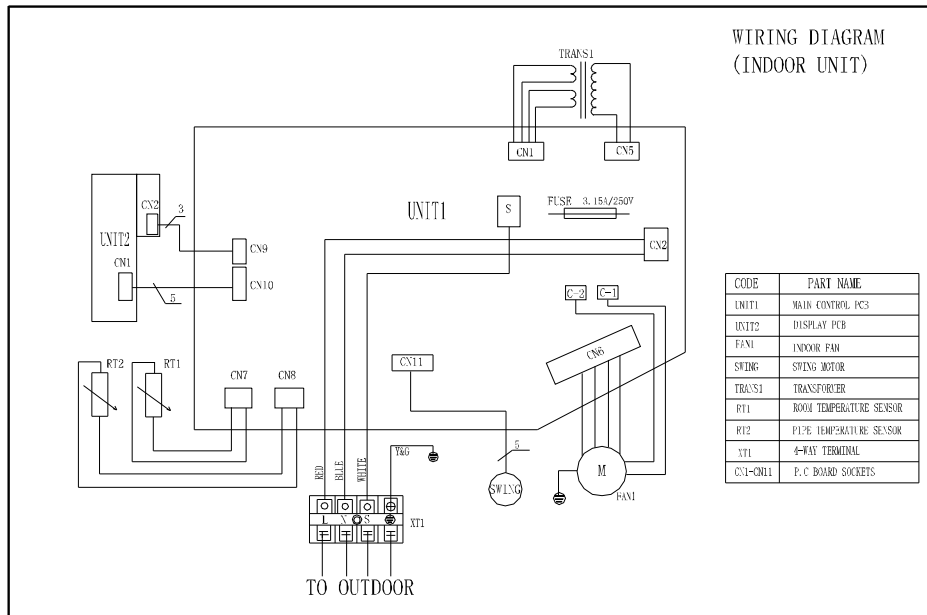 WIRING DIAGRAM
(INDOOR UNIT)
TRANS1
CN1
CN5
FUSE 3.15A/250V
S
UNIT1
CN2
CN2
3
UNIT2
CN9
CN1
5
CN10
C-2
C-1
CN6
CN11
RT2
RT1
CN7
CN8
RED
BLUE
WHITE
Y&G
5
SWING
M
FAN1
L N S
XT1
TO OUTDOOR
CODE PART NAME
UNIT1 MAIN CONTROL PCB
UNIT2 DISPLAY PCB
FAN1 INDOOR FAN
SWING SWING MOTOR
TRANS1 TRANSFORMER
RT1 ROOM TEMPERATURE SENSOR
RT2 PIPE TEMPERATURE SENSOR
XT1 4-WAY TERMINAL
CN1-CN11 P.C BOARD SOCKETS